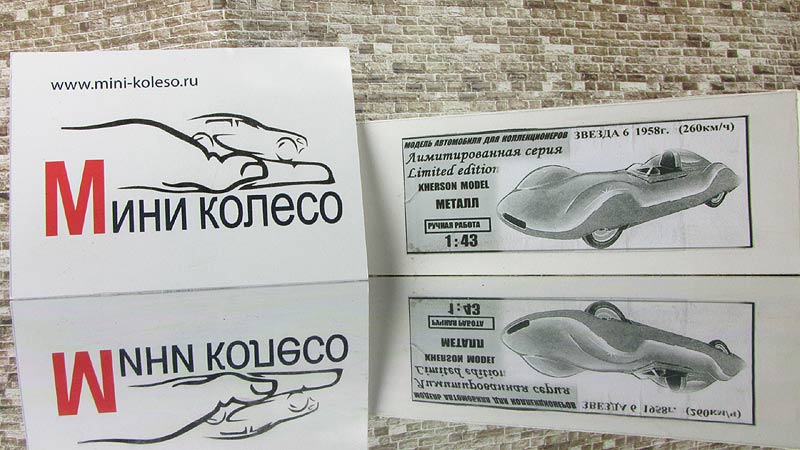 www.mini-koleso.ru
Мини колесо
МОДЕЛЬ АВТОМОБИЛЯ ДЛЯ КОЛЛЕКЦИОНЕРОВ ЗВЕЗДА 6 1958г. (260км/ч)
Лимитированная серия
Limited edition
KHERSON MODEL
МЕТАЛЛ
РУЧНАЯ РАБОТА
1:43